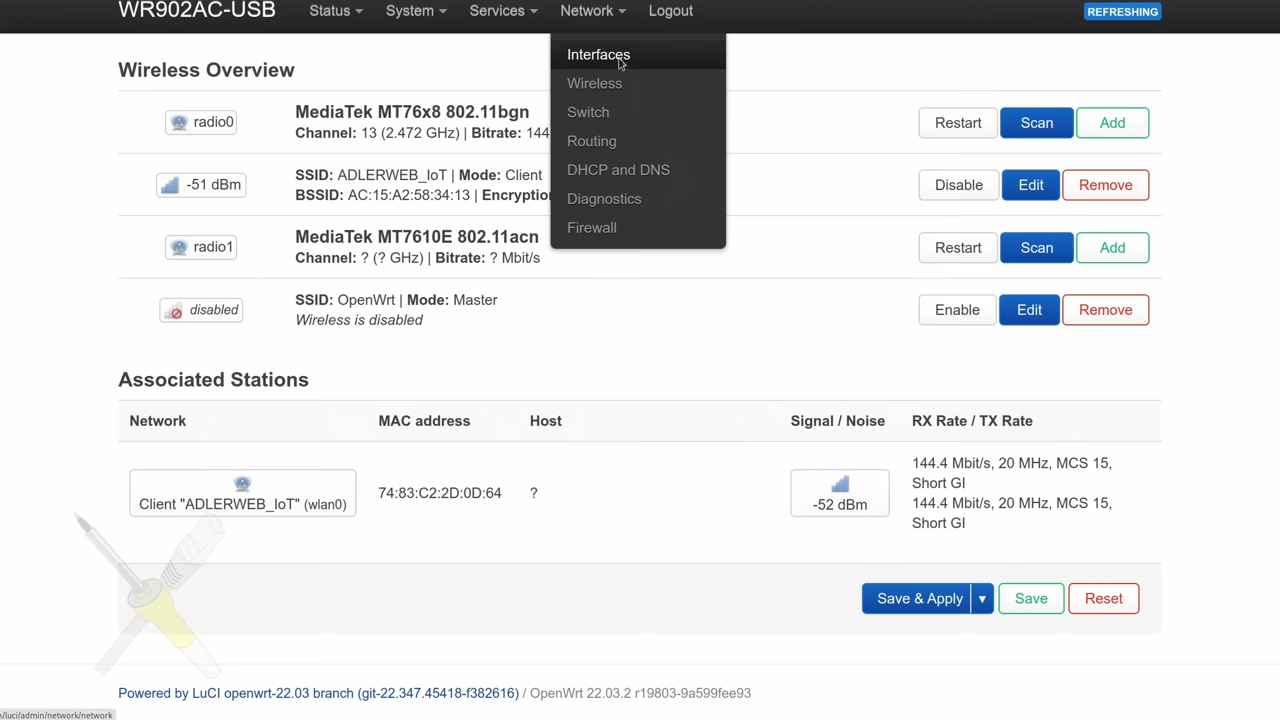 WR902AC-USB Status System Services Network Logout REFRESHING
Interfaces
Wireless
Switch
Routing
DHCP and DNS
Diagnostics
Firewall
Wireless Overview
radio0 MediaTek MT76x8 802.11bgn Restart Scan Add
Channel: 13 (2.472 GHz) | Bitrate: 144
-51 dBm SSID: ADLERWEB_IoT | Mode: Client Disable Edit Remove
BSSID: AC:15:A2:58:34:13 | Encryptio
radio1 MediaTek MT7610E 802.11acn Restart Scan Add
Channel: ? (? GHz) | Bitrate: ? Mbit/s
disabled SSID: OpenWrt | Mode: Master Enable Edit Remove
Wireless is disabled
Associated Stations
Network MAC address Host Signal / Noise RX Rate / TX Rate
Client "ADLERWEB_IoT" (wlan0) 74:83:C2:2D:0D:64 ? -52 dBm
144.4 Mbit/s, 20 MHz, MCS 15,
Short GI
144.4 Mbit/s, 20 MHz, MCS 15,
Short GI
Save & Apply Save Reset
Powered by LuCI openwrt-22.03 branch (git-22.347.45418-f382616) / OpenWrt 22.03.2 r19803-9a599fee93
/luci/admin/network/network